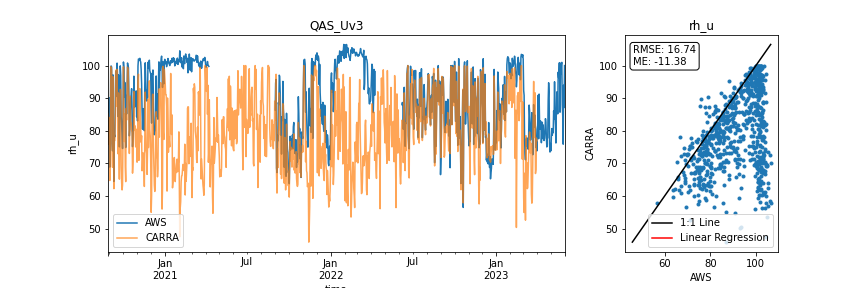 QAS_Uv3
rh_u
100
90
80
70
60
50
rh_u
AWS
CARRA
Jan
2021
Jul
Jan
2022
Jul
Jan
2023
time
rh_u
RMSE: 16.74
ME: -11.38
100
90
80
70
60
50
CARRA
1:1 Line
Linear Regression
60
80
100
AWS